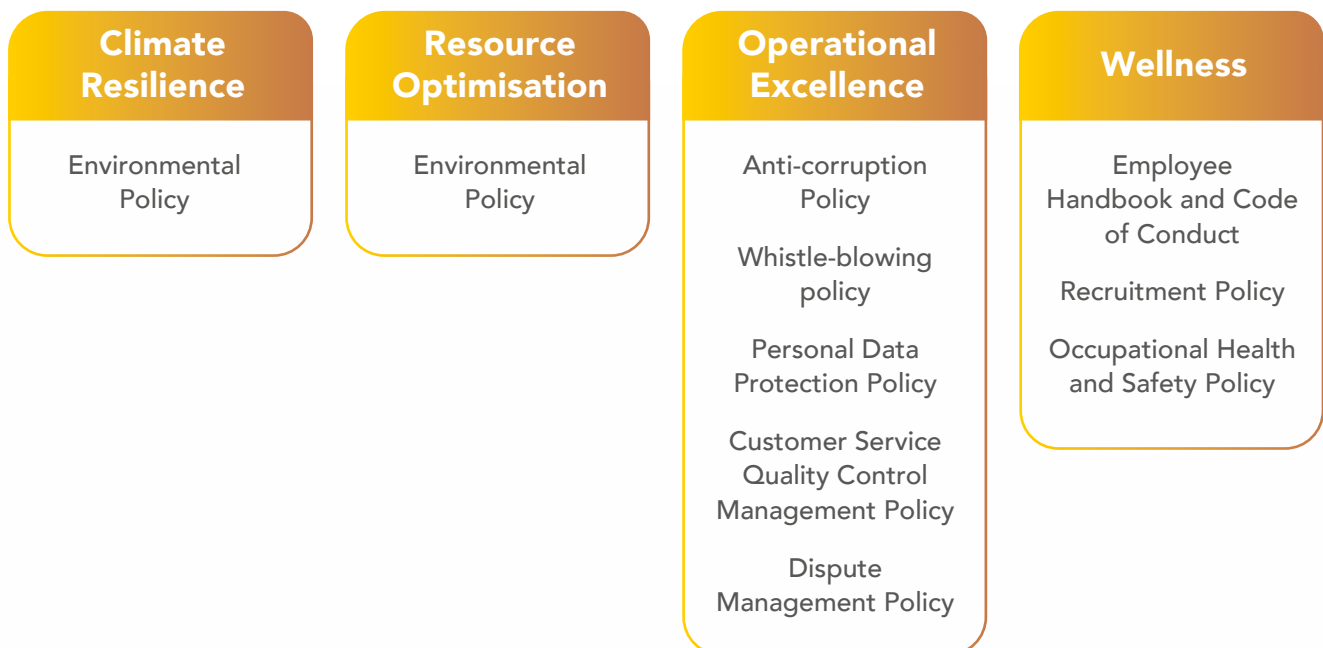 Climate
Resilience
Environmental
Policy
Resource
Optimisation
Environmental
Policy
Operational
Excellence
Anti-corruption
Policy
Whistle-blowing
policy
Personal Data
Protection Policy
Customer Service
Quality Control
Management Policy
Dispute
Management Policy
Wellness
Employee
Handbook and Code
of Conduct
Recruitment Policy
Occupational Health
and Safety Policy